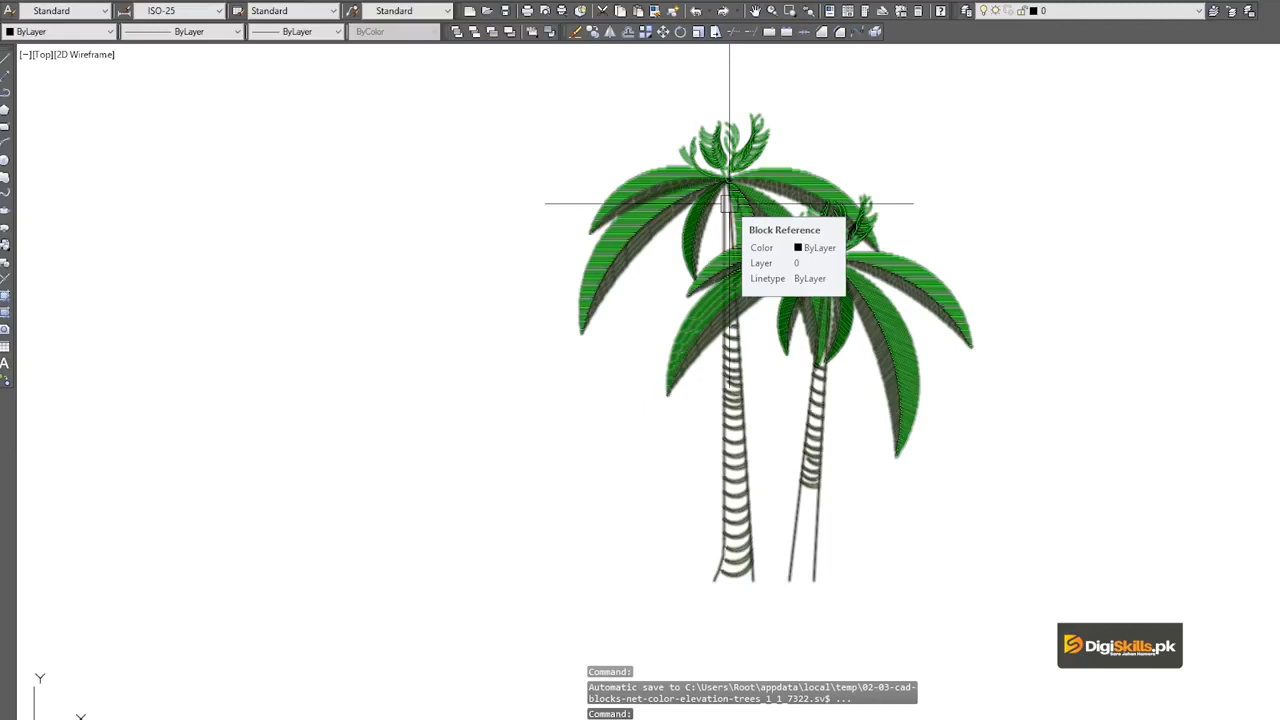 Standard
ISO-25
Standard
Standard
0
ByLayer
ByLayer
ByLayer
ByColor
[−][Top][2D Wireframe]
Block Reference
Color ByLayer
Layer 0
Linetype ByLayer
DigiSkills.pk
Y
X
Command:
Automatic save to C:\Users\Root\appdata\local\temp\02-03-cad-
blocks-net-color-elevation-trees_1_1_7322.sv$ ...
Command: